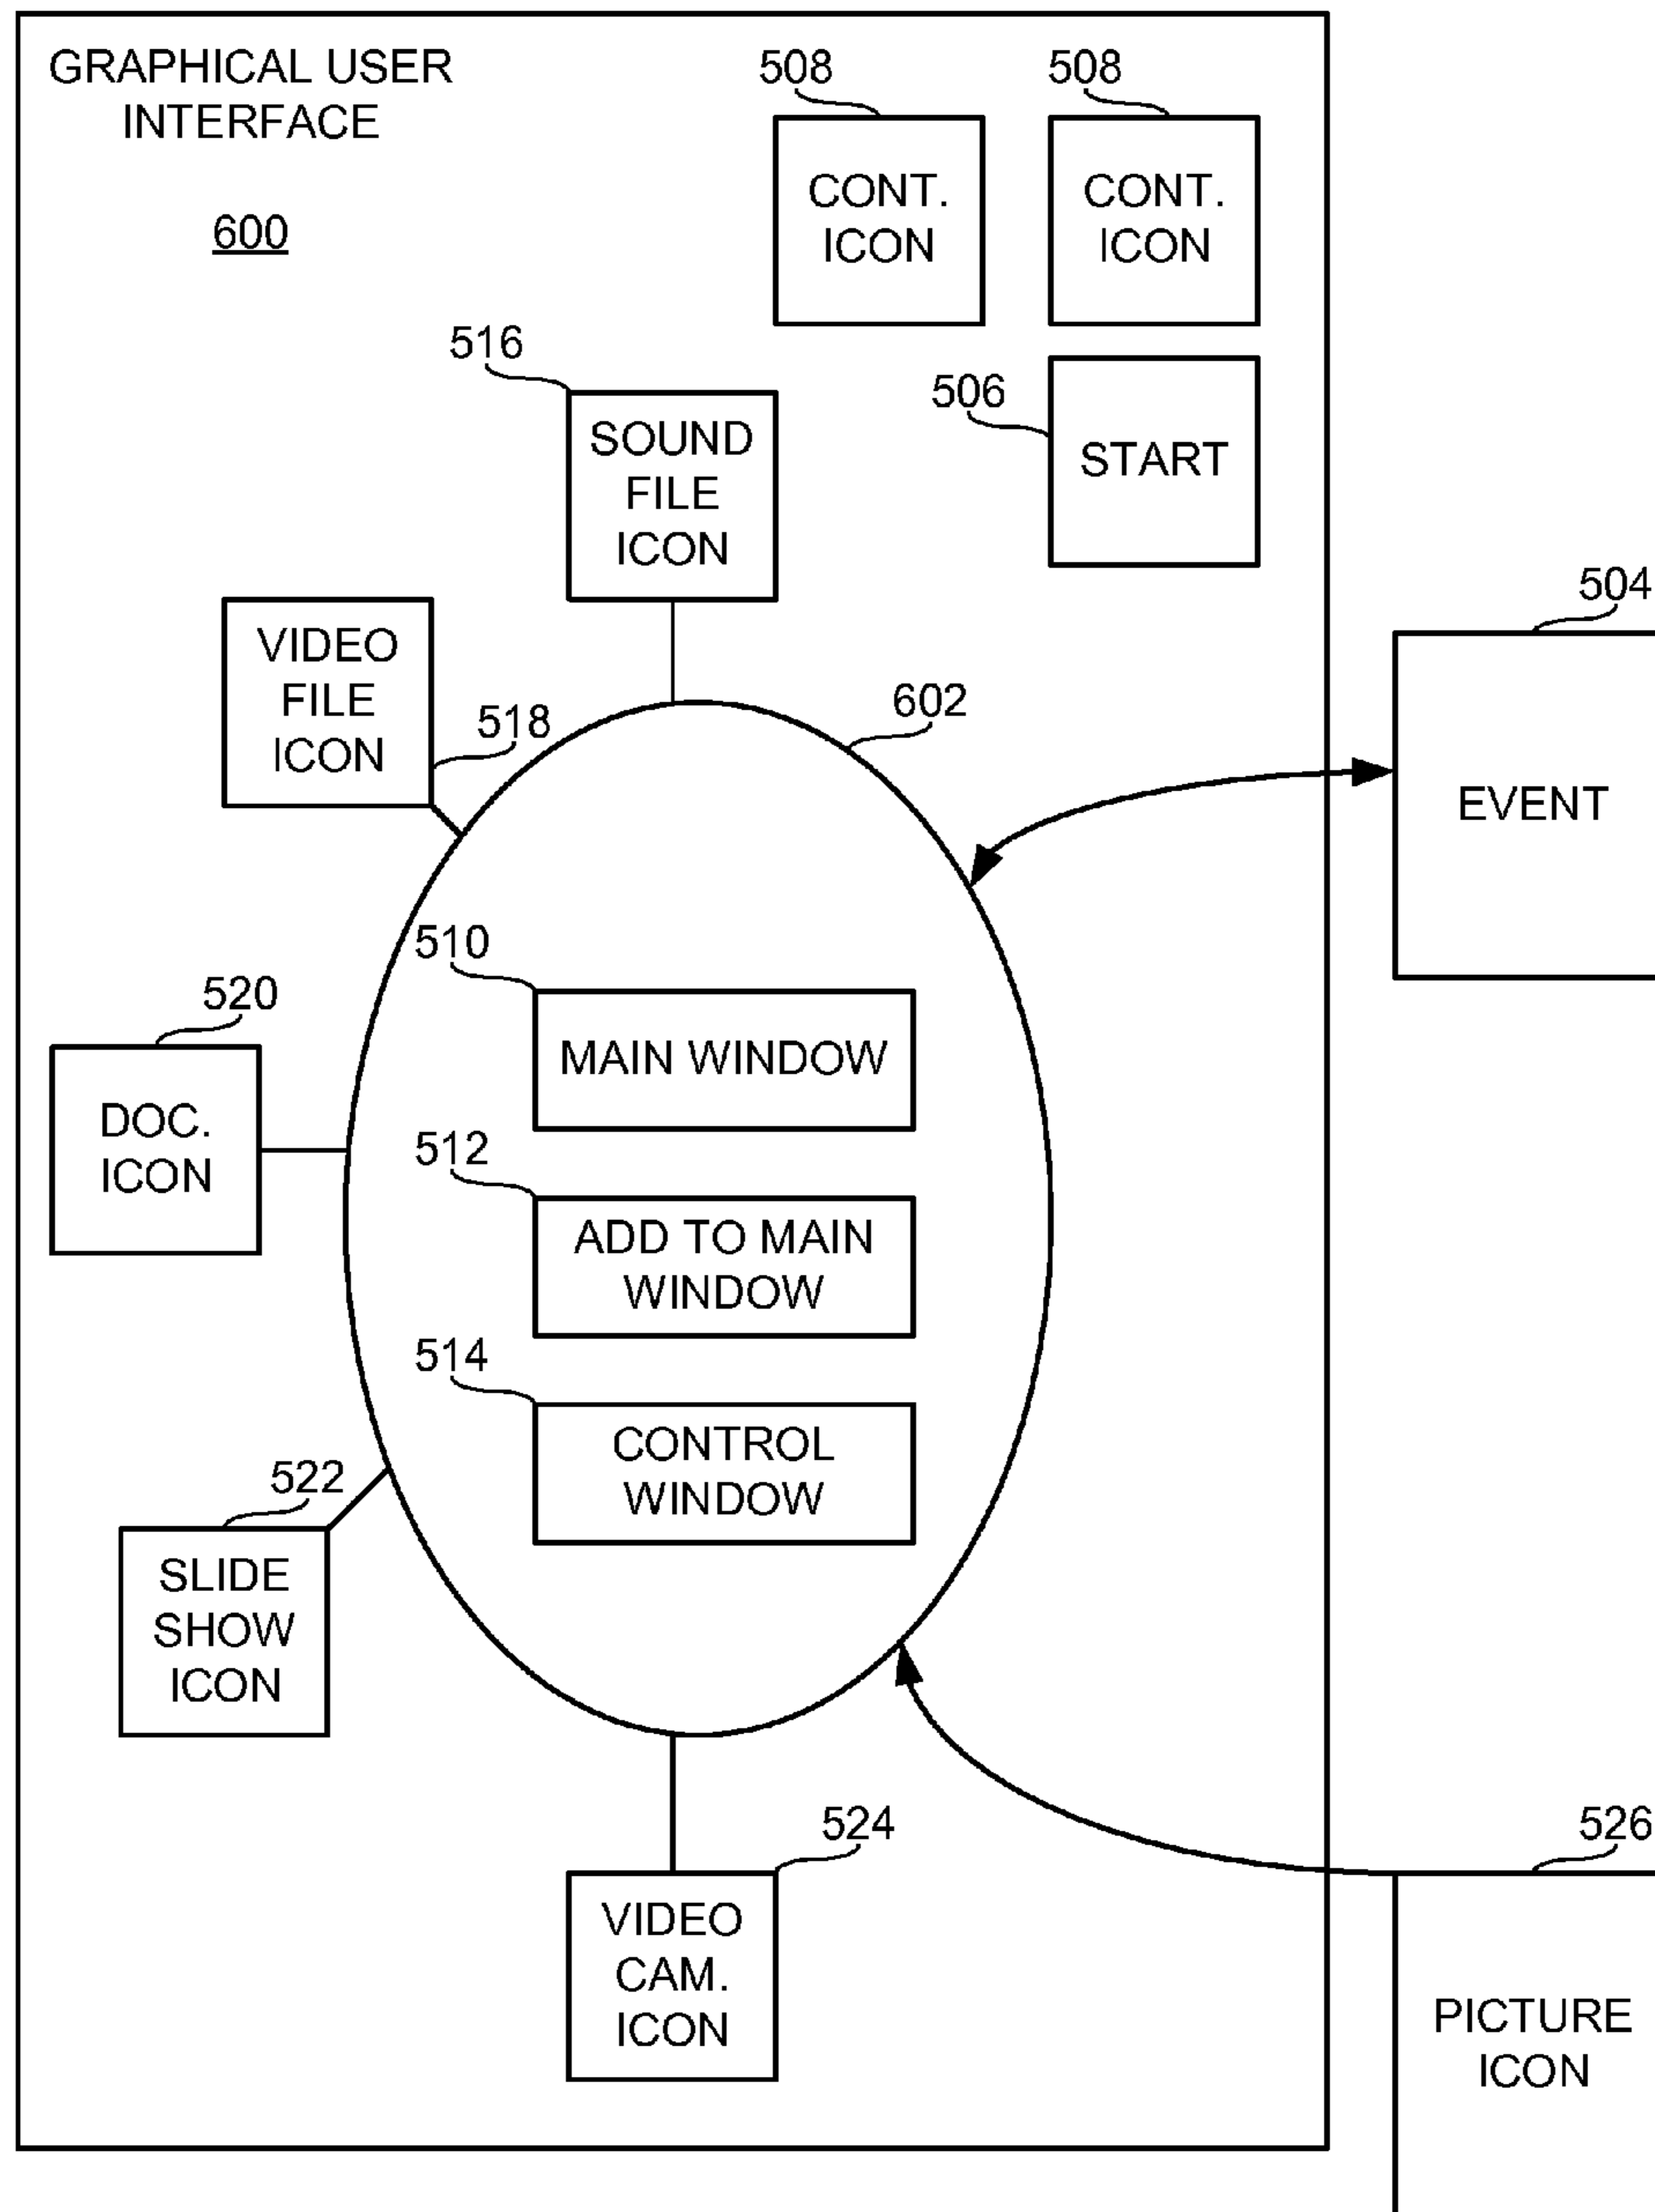 GRAPHICAL USER
INTERFACE
600
508
CONT.
ICON
508
CONT.
ICON
516
SOUND
FILE
ICON
506
START
504
EVENT
VIDEO
FILE
ICON
518
602
510
MAIN WINDOW
520
DOC.
ICON
512
ADD TO MAIN
WINDOW
514
CONTROL
WINDOW
522
SLIDE
SHOW
ICON
524
VIDEO
CAM.
ICON
526
PICTURE
ICON